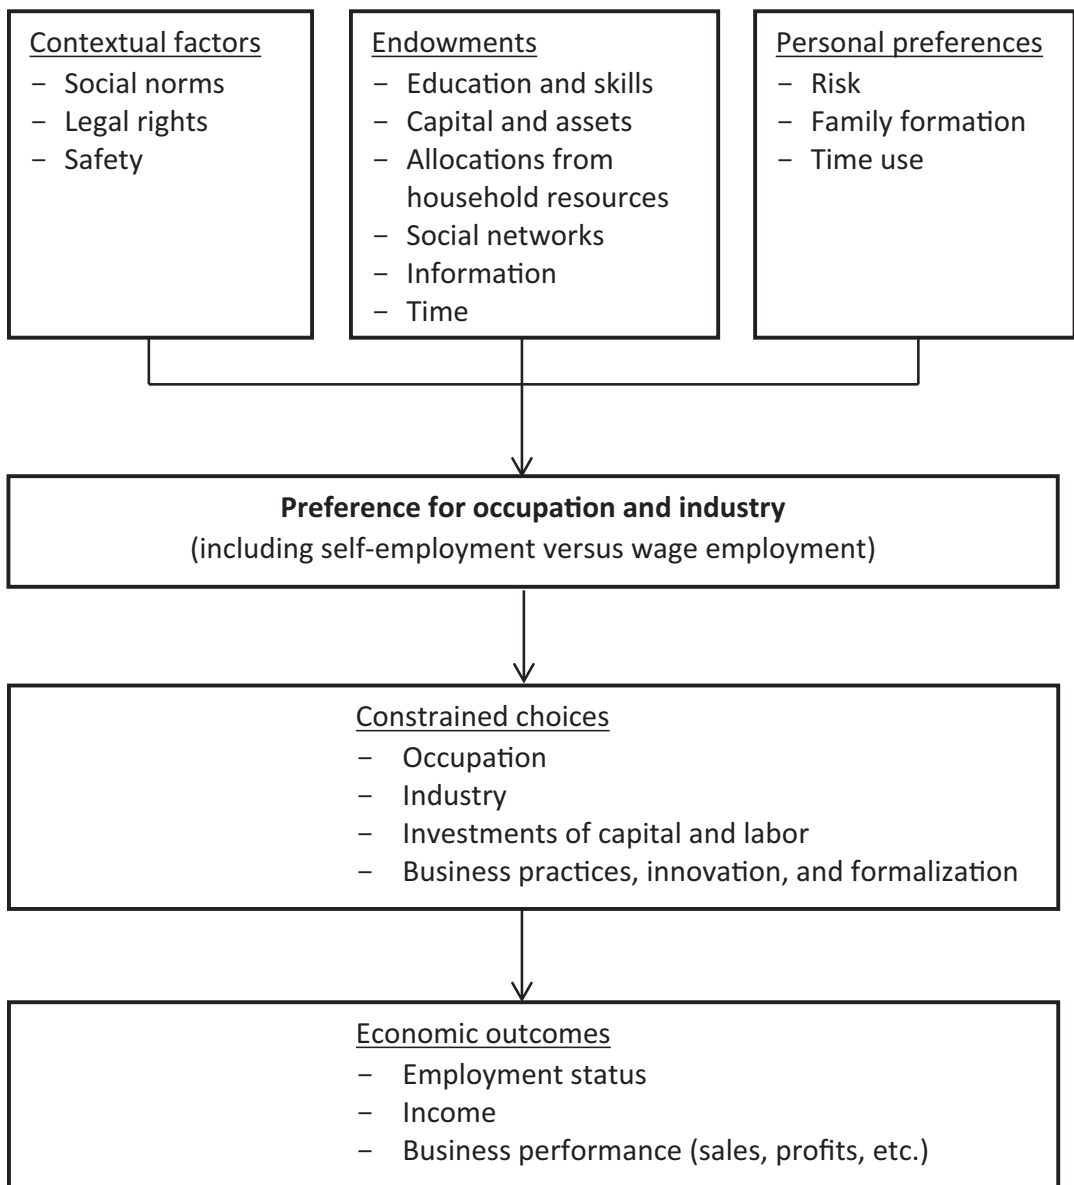 Contextual factors
– Social norms
– Legal rights
– Safety
Endowments
– Education and skills
– Capital and assets
– Allocations from
household resources
– Social networks
– Information
– Time
Personal preferences
– Risk
– Family formation
– Time use
Preference for occupation and industry
(including self-employment versus wage employment)
Constrained choices
– Occupation
– Industry
– Investments of capital and labor
– Business practices, innovation, and formalization
Economic outcomes
– Employment status
– Income
– Business performance (sales, profits, etc.)